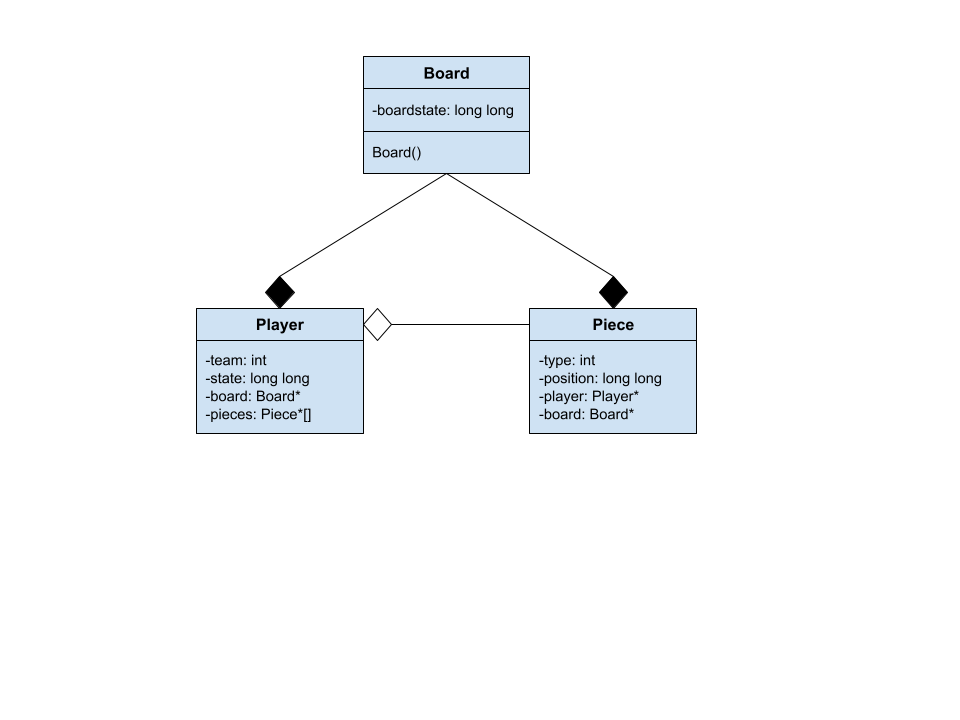 Board
-boardstate: long long
Board()
Player
-team: int
-state: long long
-board: Board*
-pieces: Piece*[]
Piece
-type: int
-position: long long
-player: Player*
-board: Board*